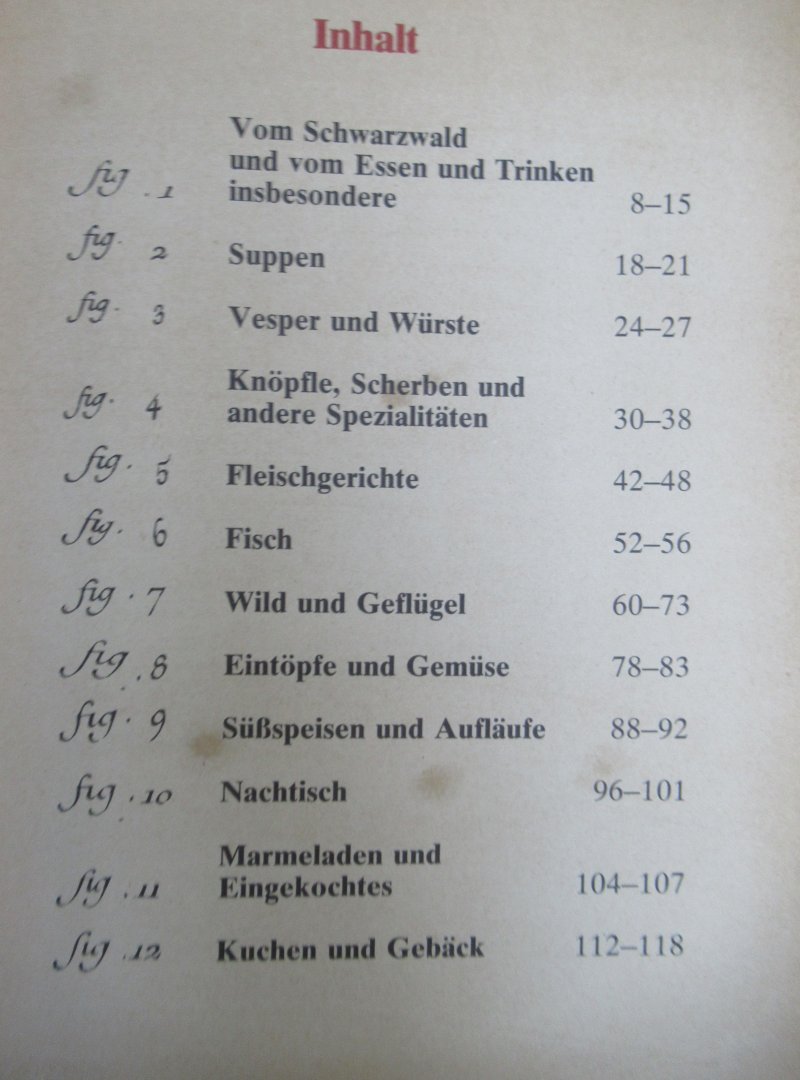 Inhalt
Vom Schwarzwald
und vom Essen und Trinken
fig. 1 insbesondere 8–15
fig. 2 Suppen 18–21
fig. 3 Vesper und Würste 24–27
Knöpfle, Scherben und
fig. 4 andere Spezialitäten 30–38
fig. 5 Fleischgerichte 42–48
fig. 6 Fisch 52–56
fig. 7 Wild und Geflügel 60–73
fig. 8 Eintöpfe und Gemüse 78–83
fig. 9 Süßspeisen und Aufläufe 88–92
fig. 10 Nachtisch 96–101
Marmeladen und
fig. 11 Eingekochtes 104–107
fig. 12 Kuchen und Gebäck 112–118